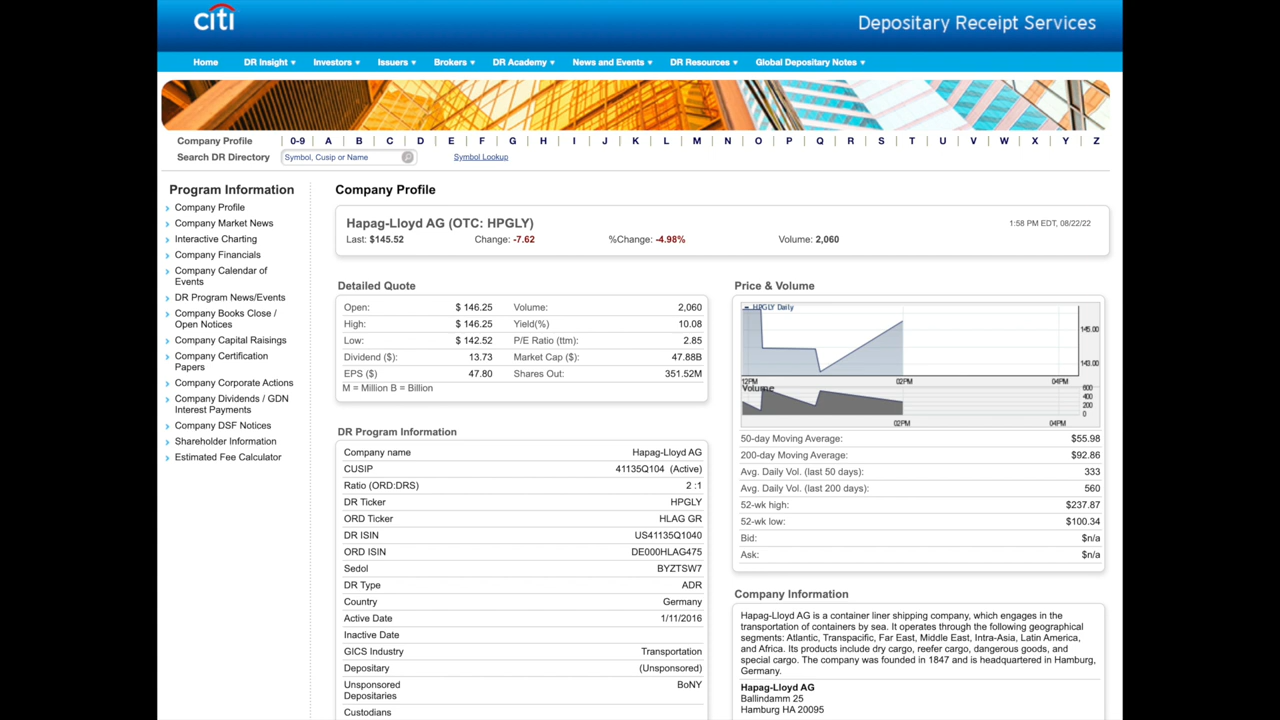 citi
Depositary Receipt Services
Home
DR Insight
Investors
Issuers
Brokers
DR Academy
News and Events
DR Resources
Global Depositary Notes
Company Profile | 0-9 | A | B | C | D | E | F | G | H | I | J | K | L | M | N | O | P | Q | R | S | T | U | V | W | X | Y | Z
Search DR Directory
Symbol, Cusip or Name
Symbol Lookup
Program Information
Company Profile
Company Market News
Interactive Charting
Company Financials
Company Calendar of
Events
DR Program News/Events
Company Books Close /
Open Notices
Company Capital Raisings
Company Certification
Papers
Company Corporate Actions
Company Dividends / GDN
Interest Payments
Company DSF Notices
Shareholder Information
Estimated Fee Calculator
Company Profile
Hapag-Lloyd AG (OTC: HPGLY)
1:58 PM EDT, 08/22/22
Last: $145.52 Change: -7.62 %Change: -4.98% Volume: 2,060
Detailed Quote
Open: $ 146.25 Volume: 2,060
High: $ 146.25 Yield(%) 10.08
Low: $ 142.52 P/E Ratio (ttm): 2.85
Dividend ($): 13.73 Market Cap ($): 47.88B
EPS ($) 47.80 Shares Out: 351.52M
M = Million B = Billion
DR Program Information
Company name Hapag-Lloyd AG
CUSIP 41135Q104 (Active)
Ratio (ORD:DRS) 2 :1
DR Ticker HPGLY
ORD Ticker HLAG GR
DR ISIN US41135Q1040
ORD ISIN DE000HLAG475
Sedol BYZTSW7
DR Type ADR
Country Germany
Active Date 1/11/2016
Inactive Date
GICS Industry Transportation
Depositary (Unsponsored)
Unsponsored BoNY
Depositaries
Custodians
Price & Volume
HPGLY Daily
145.00
143.00
12PM 02PM 04PM
Volume
600
400
200
0
02PM 04PM
50-day Moving Average: $55.98
200-day Moving Average: $92.86
Avg. Daily Vol. (last 50 days): 333
Avg. Daily Vol. (last 200 days): 560
52-wk high: $237.87
52-wk low: $100.34
Bid: $n/a
Ask: $n/a
Company Information
Hapag-Lloyd AG is a container liner shipping company, which engages in the
transportation of containers by sea. It operates through the following geographical
segments: Atlantic, Transpacific, Far East, Middle East, Intra-Asia, Latin America,
and Africa. Its products include dry cargo, reefer cargo, dangerous goods, and
special cargo. The company was founded in 1847 and is headquartered in Hamburg,
Germany.
Hapag-Lloyd AG
Ballindamm 25
Hamburg HA 20095